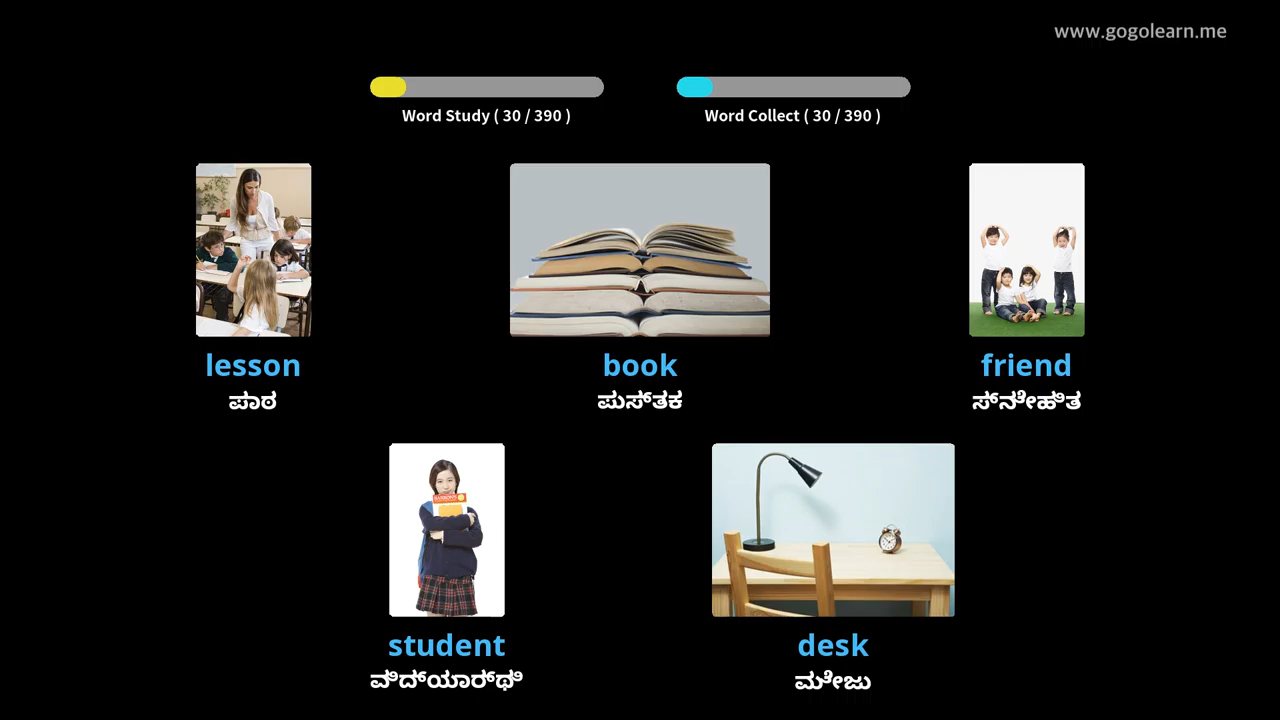 www.gogolearn.me
Word Study ( 30 / 390 )
Word Collect ( 30 / 390 )
lesson
ಪಾಠ
book
ಪುಸ್ತಕ
friend
ಸ್ನೇಹಿತ
student
ವಿದ್ಯಾರ್ಥಿ
desk
ಮೇಜು